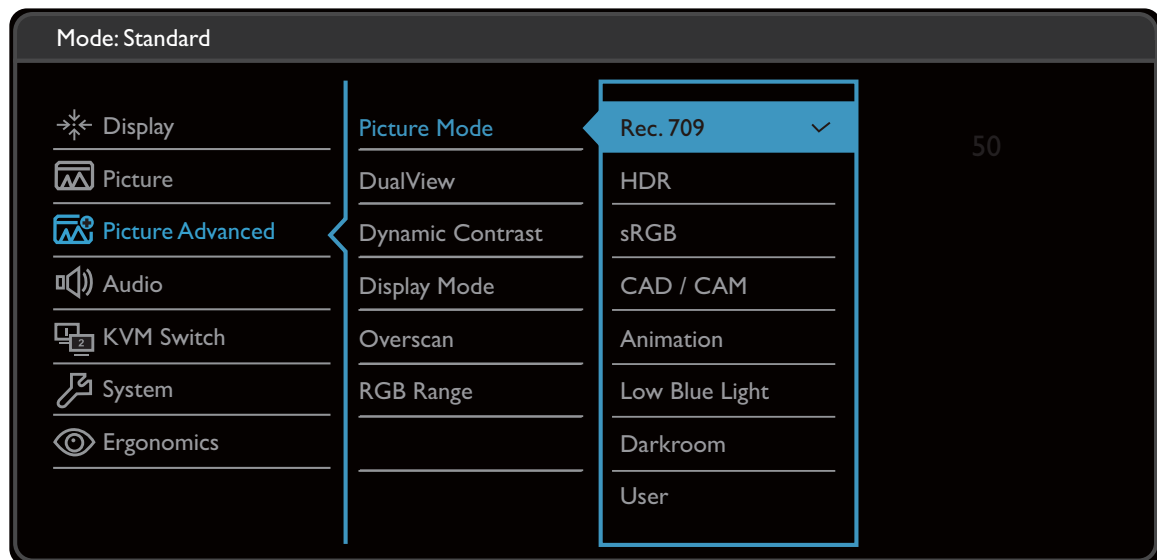 Mode: Standard
Display
Picture
Picture Advanced
Audio
2
KVM Switch
System
Ergonomics
Picture Mode
DualView
Dynamic Contrast
Display Mode
Overscan
RGB Range
Rec. 709
HDR
sRGB
CAD / CAM
Animation
Low Blue Light
Darkroom
User
50